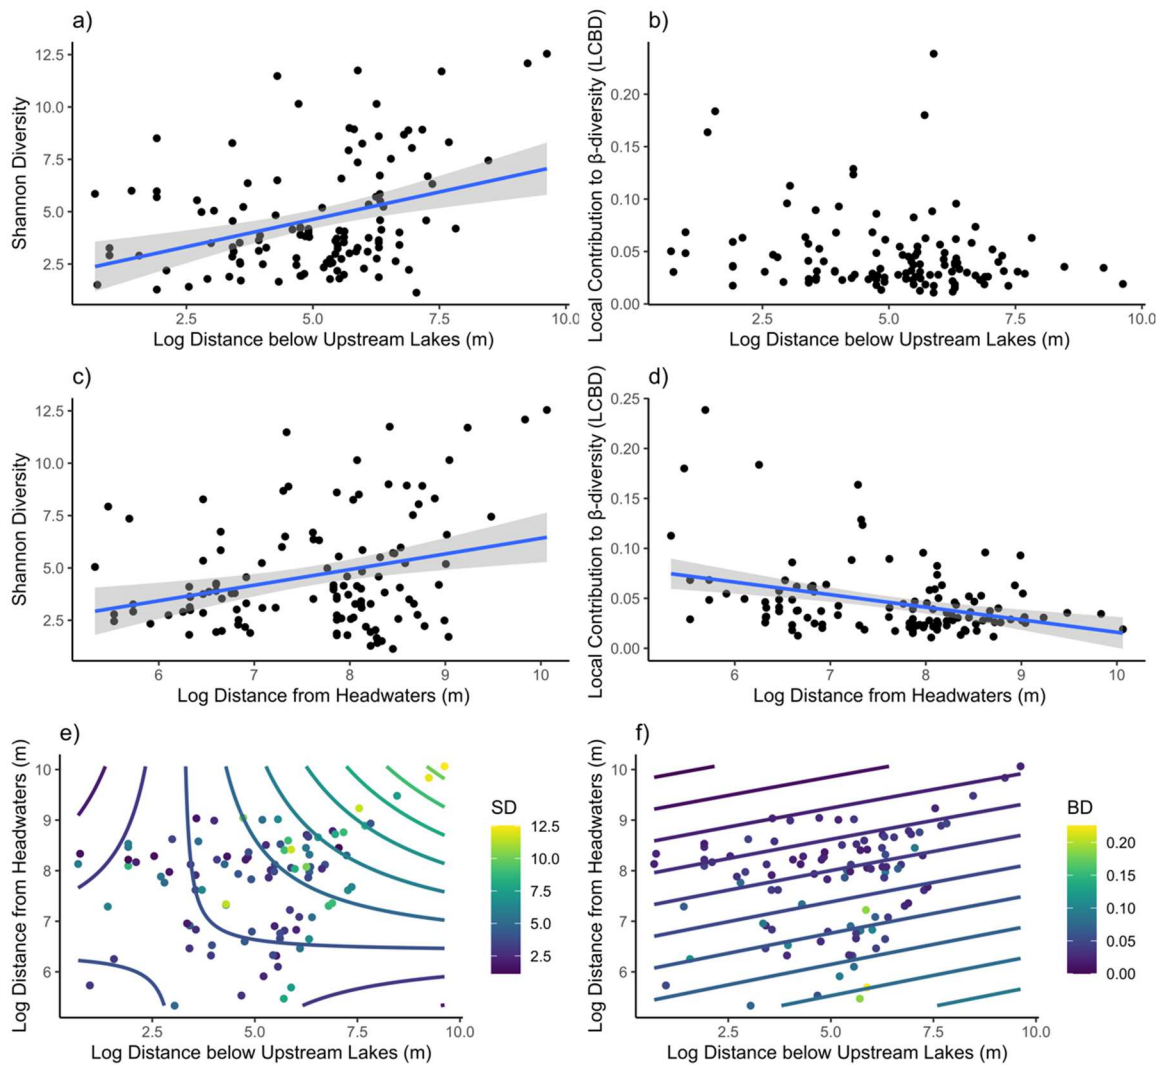 a)
Shannon Diversity
12.5
10.0
7.5
5.0
2.5
2.5 5.0 7.5 10.0
Log Distance below Upstream Lakes (m)
b)
Local Contribution to β-diversity (LCBD)
0.20
0.15
0.10
0.05
0.00
2.5 5.0 7.5 10.0
Log Distance below Upstream Lakes (m)
c)
Shannon Diversity
12.5
10.0
7.5
5.0
2.5
6 7 8 9 10
Log Distance from Headwaters (m)
d)
Local Contribution to β-diversity (LCBD)
0.25
0.20
0.15
0.10
0.05
0.00
6 7 8 9 10
Log Distance from Headwaters (m)
e)
Log Distance from Headwaters (m)
10
9
8
7
6
2.5 5.0 7.5 10.0
Log Distance below Upstream Lakes (m)
SD
12.5
10.0
7.5
5.0
2.5
f)
Log Distance from Headwaters (m)
10
9
8
7
6
2.5 5.0 7.5 10.0
Log Distance below Upstream Lakes (m)
BD
0.20
0.15
0.10
0.05
0.00